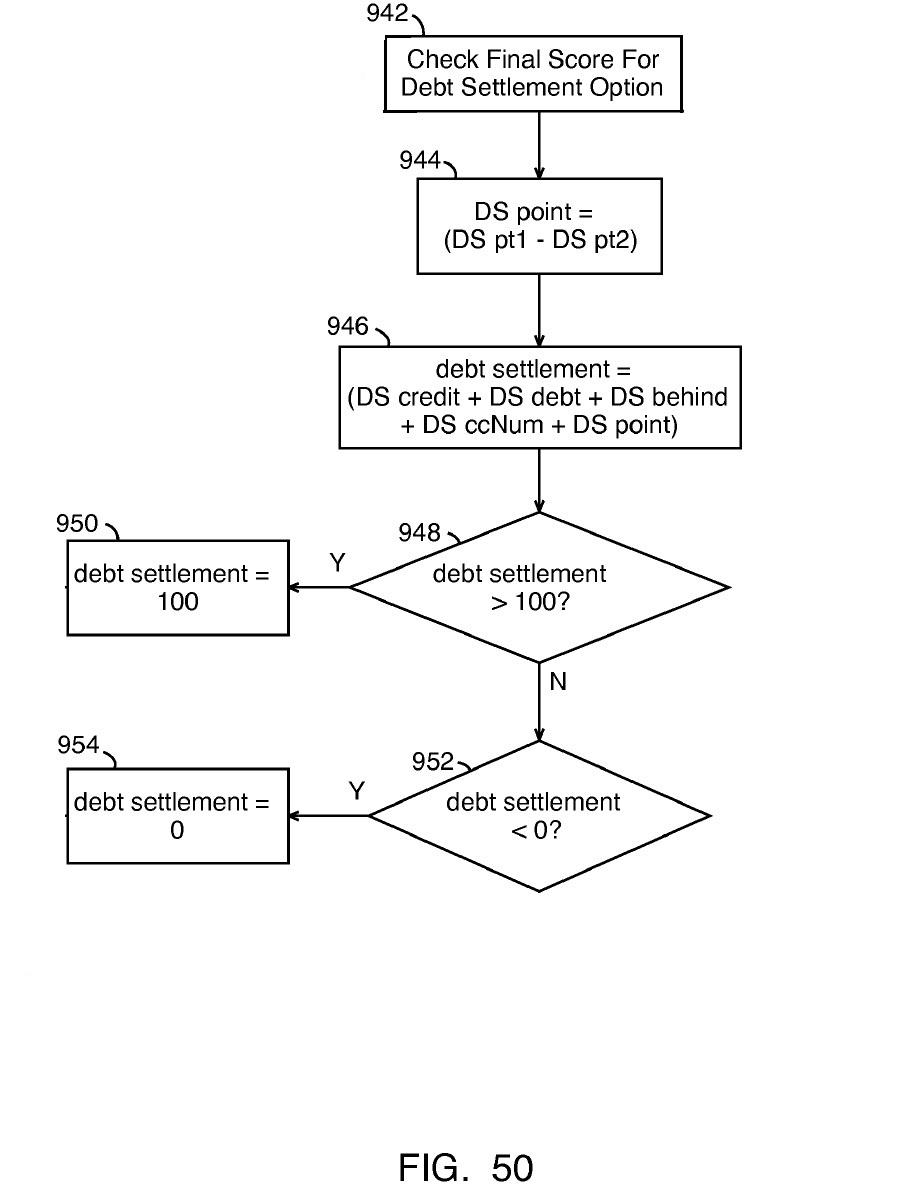 942
Check Final Score For
Debt Settlement Option
944
DS point =
(DS pt1 - DS pt2)
946
debt settlement =
(DS credit + DS debt + DS behind
+ DS ccNum + DS point)
948
debt settlement
> 100?
Y
950
debt settlement =
100
N
952
debt settlement
< 0?
Y
954
debt settlement =
0
FIG. 50